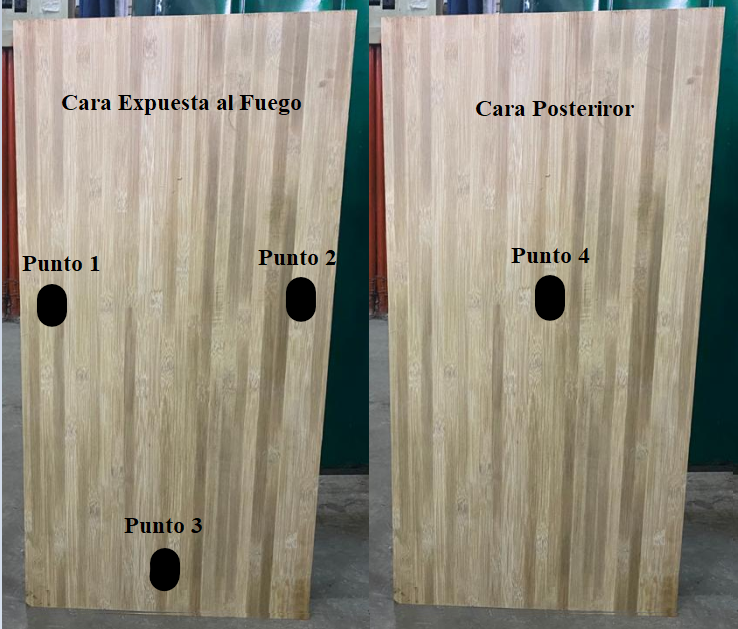 Cara Expuesta al Fuego
Punto 1
Punto 2
Punto 3
Cara Posteriror
Punto 4